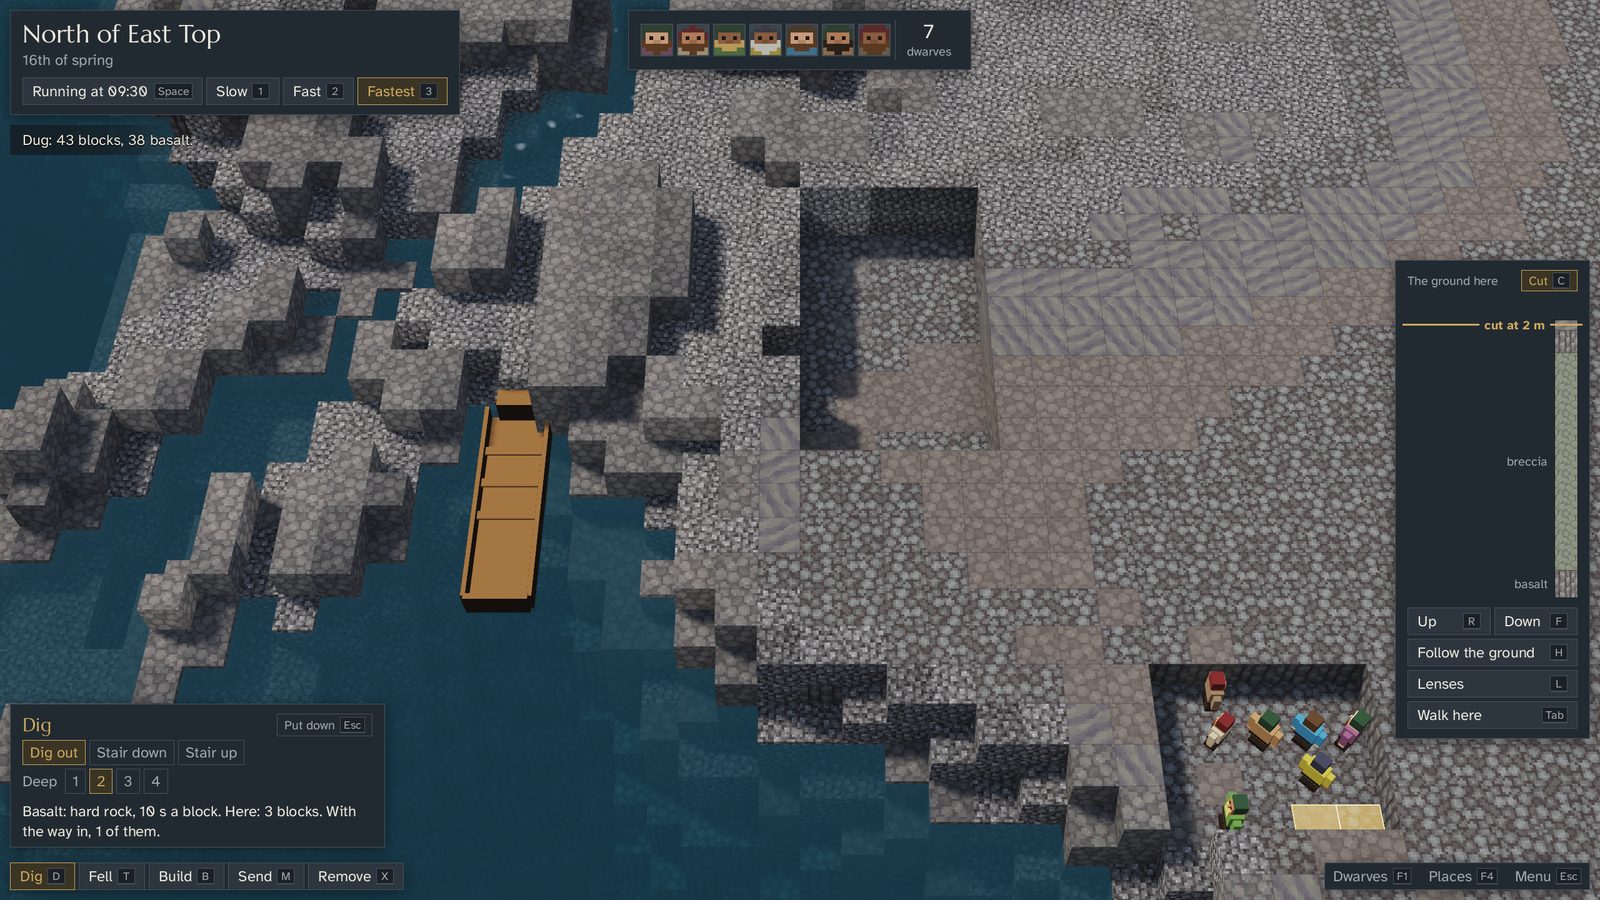 North of East Top
16th of spring
Running at 09:30 Space
Slow 1
Fast 2
Fastest 3
Dug: 43 blocks, 38 basalt.
7
dwarves
The ground here
Cut C
cut at 2 m
breccia
basalt
Up R
Down F
Follow the ground H
Lenses L
Walk here Tab
Dig
Put down Esc
Dig out
Stair down
Stair up
Deep 1 2 3 4
Basalt: hard rock, 10 s a block. Here: 3 blocks. With
the way in, 1 of them.
Dig D
Fell T
Build B
Send M
Remove X
Dwarves F1
Places F4
Menu Esc